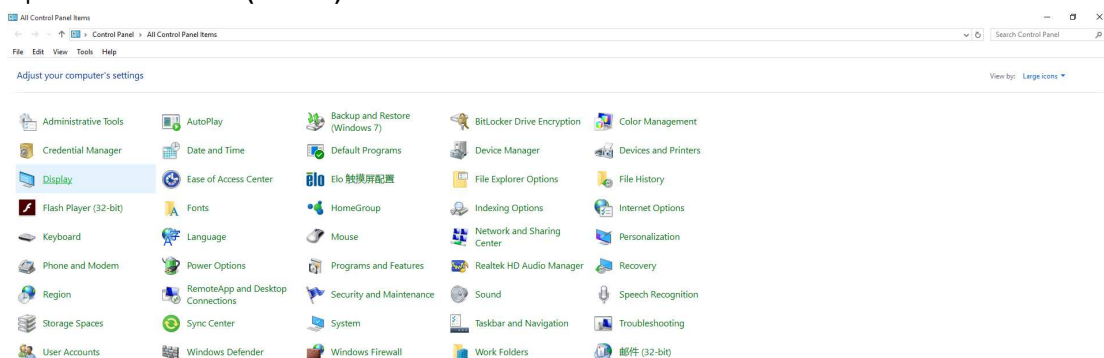 All Control Panel Items
Control Panel > All Control Panel Items
Search Control Panel
File Edit View Tools Help
Adjust your computer's settings
View by: Large icons
Administrative Tools
AutoPlay
Backup and Restore
(Windows 7)
BitLocker Drive Encryption
Color Management
Credential Manager
Date and Time
Default Programs
Device Manager
Devices and Printers
Display
Ease of Access Center
elo
Elo 触摸屏配置
File Explorer Options
File History
Flash Player (32-bit)
Fonts
HomeGroup
Indexing Options
Internet Options
Keyboard
Language
Mouse
Network and Sharing
Center
Personalization
Phone and Modem
Power Options
Programs and Features
Realtek HD Audio Manager
Recovery
Region
RemoteApp and Desktop
Connections
Security and Maintenance
Sound
Speech Recognition
Storage Spaces
Sync Center
System
Taskbar and Navigation
Troubleshooting
User Accounts
Windows Defender
Windows Firewall
Work Folders
邮件 (32-bit)